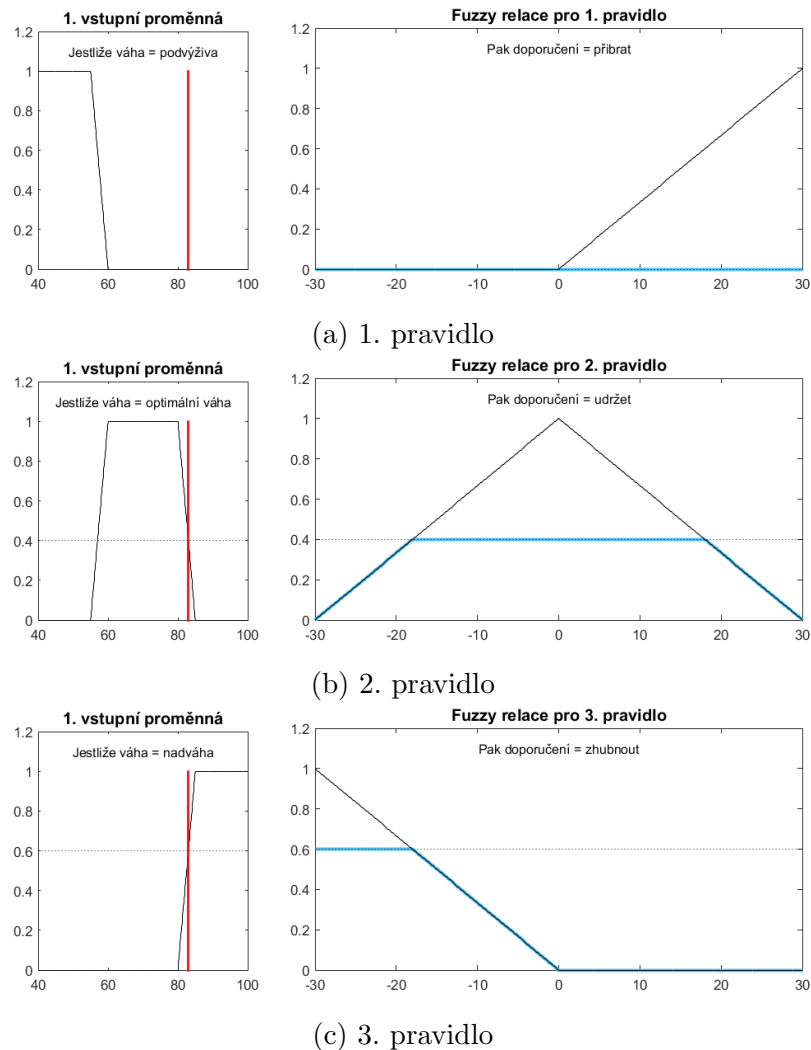 1. vstupní proměnná
Jestliže váha = podvýživa
1.2
1
0.8
0.6
0.4
0.2
0
40 60 80 100
Fuzzy relace pro 1. pravidlo
Pak doporučení = přibrat
1.2
1
0.8
0.6
0.4
0.2
0
-30 -20 -10 0 10 20 30
(a) 1. pravidlo
1. vstupní proměnná
Jestliže váha = optimální váha
1.2
1
0.8
0.6
0.4
0.2
0
40 60 80 100
Fuzzy relace pro 2. pravidlo
Pak doporučení = udržet
1.2
1
0.8
0.6
0.4
0.2
0
-30 -20 -10 0 10 20 30
(b) 2. pravidlo
1. vstupní proměnná
Jestliže váha = nadváha
1.2
1
0.8
0.6
0.4
0.2
0
40 60 80 100
Fuzzy relace pro 3. pravidlo
Pak doporučení = zhubnout
1.2
1
0.8
0.6
0.4
0.2
0
-30 -20 -10 0 10 20 30
(c) 3. pravidlo